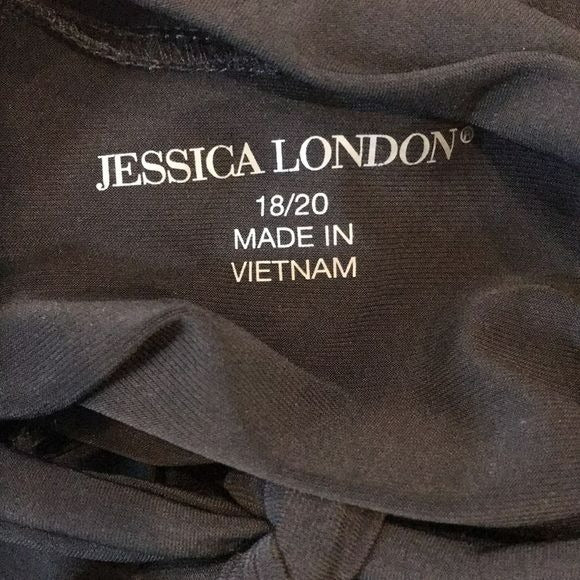 JESSICA LONDON®
18/20
MADE IN
VIETNAM